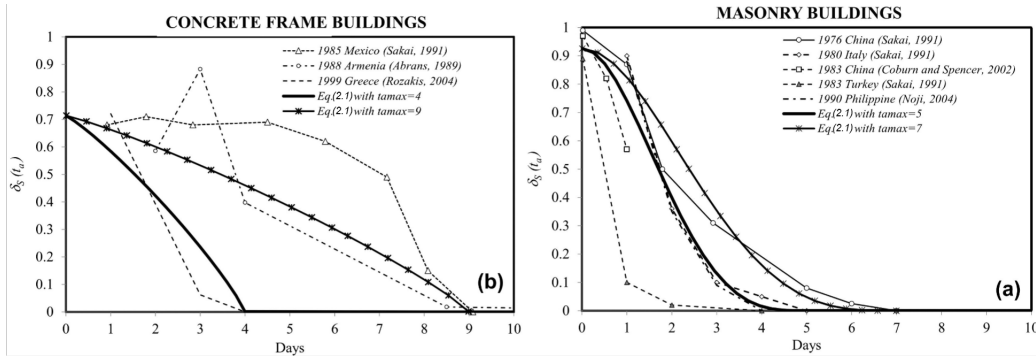 CONCRETE FRAME BUILDINGS
1
0.9
0.8
0.7
0.6
0.5
0.4
0.3
0.2
0.1
0
δS (ta)
1985 Mexico (Sakai, 1991)
1988 Armenia (Abrans, 1989)
1999 Greece (Rozakis, 2004)
Eq.(2.1) with tamax=4
Eq.(2.1) with tamax=9
(b)
0 1 2 3 4 5 6 7 8 9 10
Days
MASONRY BUILDINGS
1
0.9
0.8
0.7
0.6
0.5
0.4
0.3
0.2
0.1
0
δS (ta)
1976 China (Sakai, 1991)
1980 Italy (Sakai, 1991)
1983 China (Coburn and Spencer, 2002)
1983 Turkey (Sakai, 1991)
1990 Philippine (Noji, 2004)
Eq.(2.1) with tamax=5
Eq.(2.1) with tamax=7
(a)
0 1 2 3 4 5 6 7 8 9 10
Days